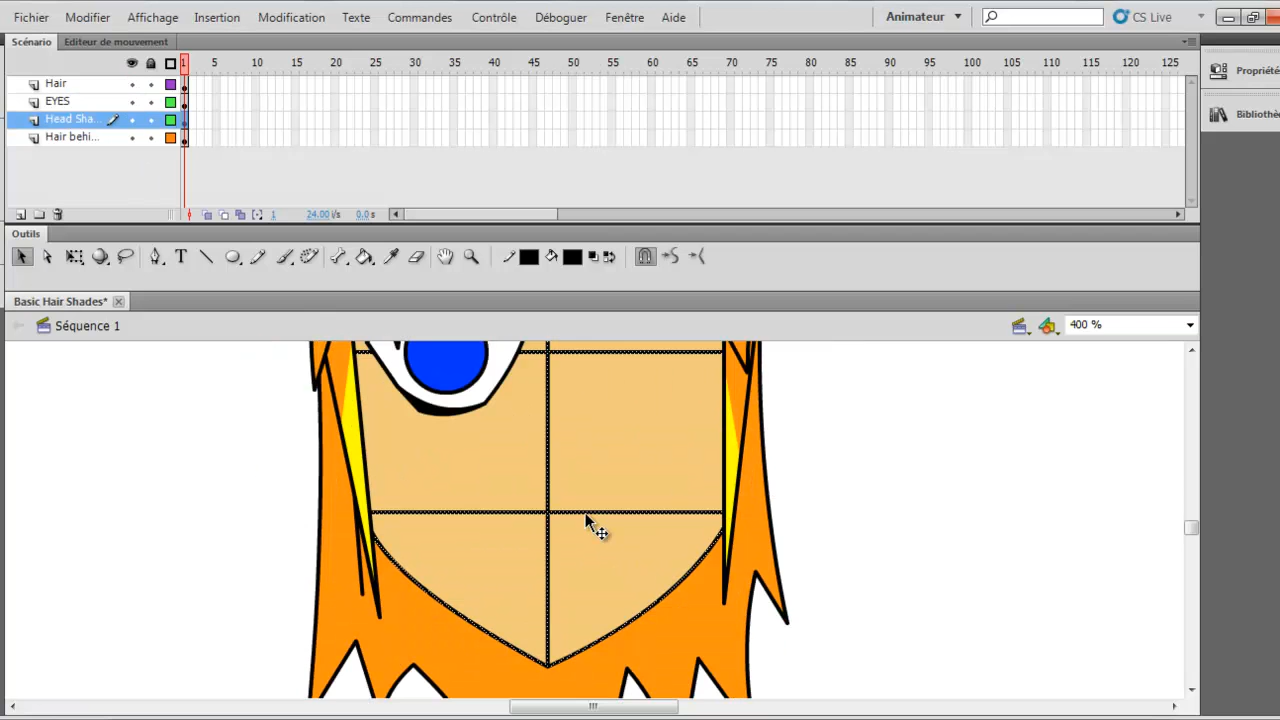 Fichier Modifier Affichage Insertion Modification Texte Commandes Contrôle Déboguer Fenêtre Aide Animateur CS Live
Scénario Editeur de mouvement
1 5 10 15 20 25 30 35 40 45 50 55 60 65 70 75 80 85 90 95 100 105 110 115 120 125
Propriété
Hair
EYES
Head Sha...
Bibliothèc
Hair behi...
1 24.00 i/s 0.0 s
Outils
T
Basic Hair Shades*
Séquence 1 400 %